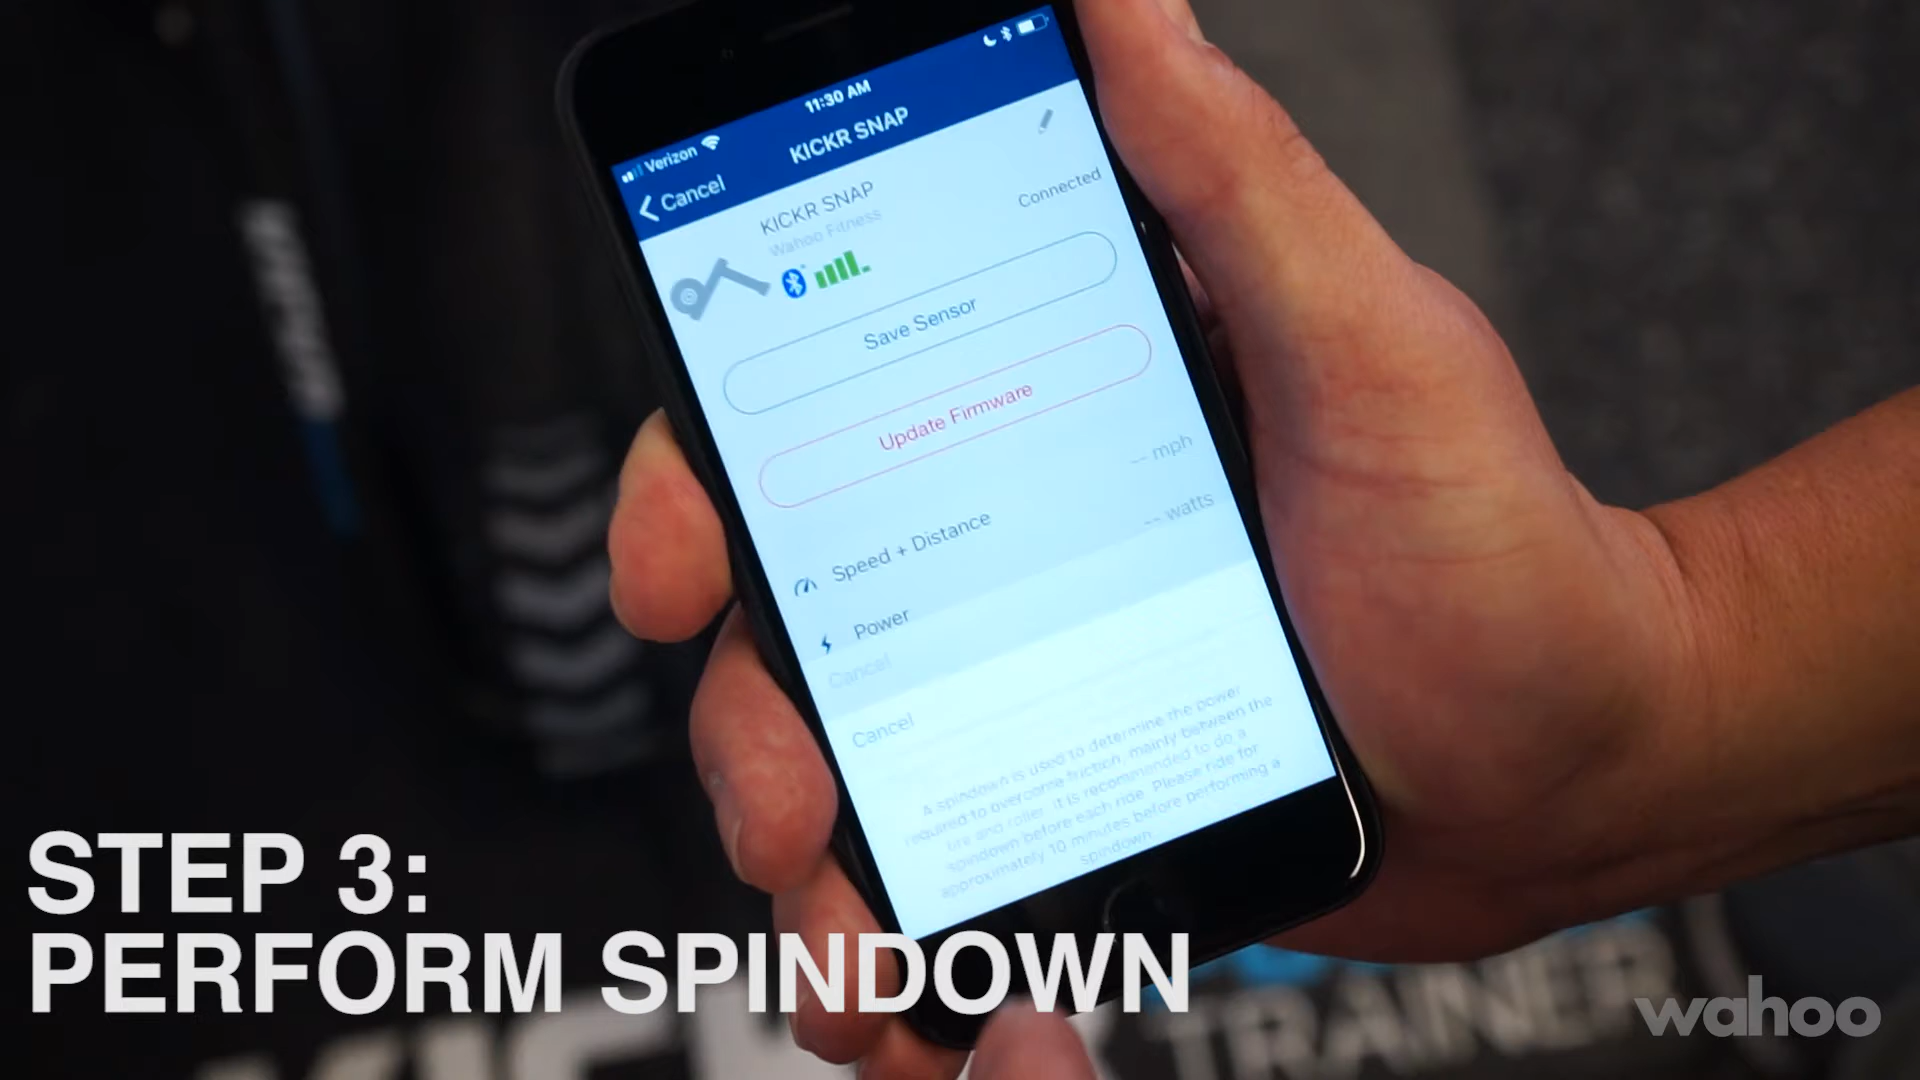 11:30 AM
Verizon
KICKR SNAP
Cancel
KICKR SNAP
Wahoo Fitness
Connected
Save Sensor
Update Firmware
Speed + Distance
-- mph
Power
-- watts
Cancel
Cancel
A spindown is used to determine the power
required to overcome friction, mainly between the
tire and roller. It is recommended to do a
spindown before each ride. Please ride for
approximately 10 minutes before performing a
spindown.
STEP 3:
PERFORM SPINDOWN
TRAINER
wahoo